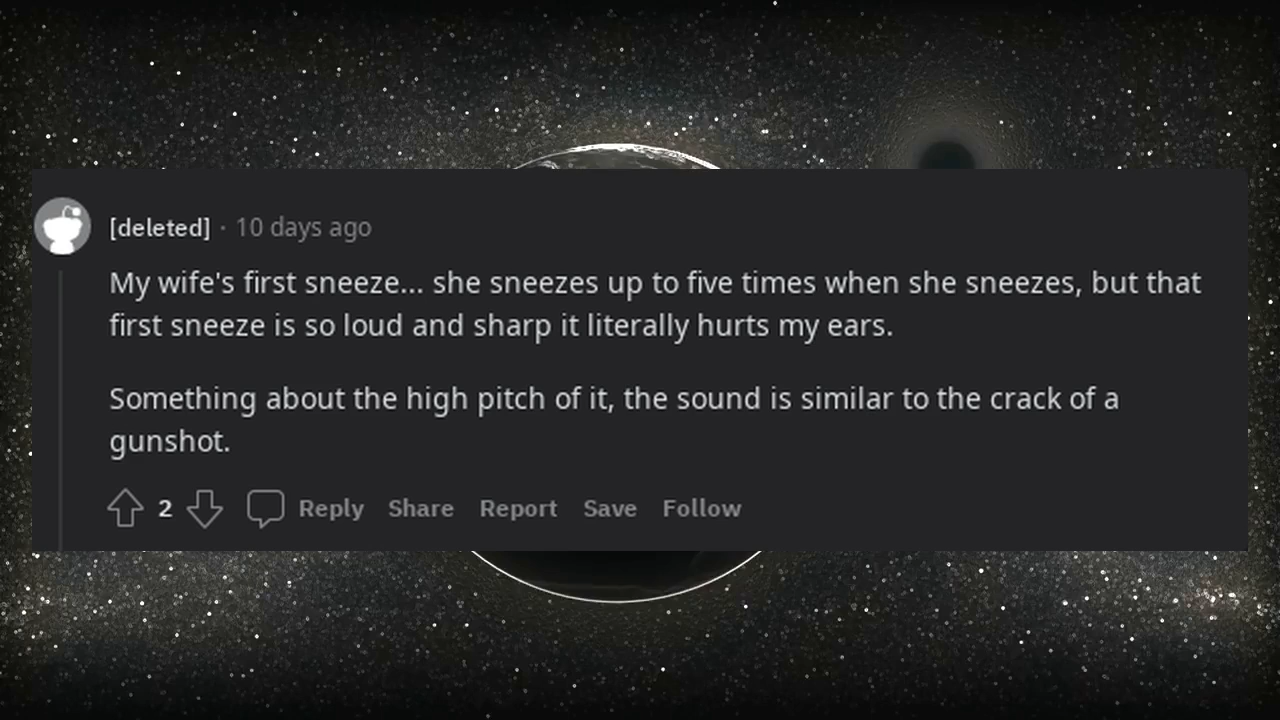 [deleted] · 10 days ago
My wife's first sneeze... she sneezes up to five times when she sneezes, but that
first sneeze is so loud and sharp it literally hurts my ears.
Something about the high pitch of it, the sound is similar to the crack of a
gunshot.
2 Reply Share Report Save Follow